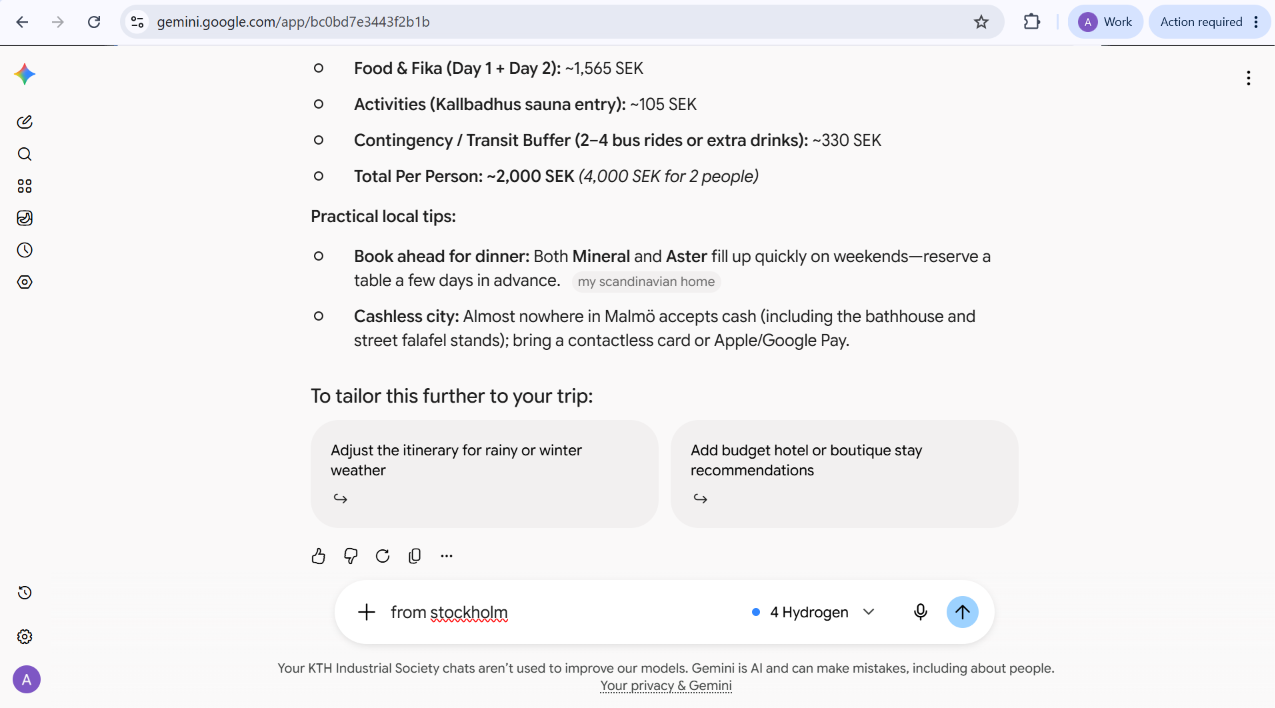 gemini.google.com/app/bc0bd7e3443f2b1b
A Work
Action required
Food & Fika (Day 1 + Day 2): ~1,565 SEK
Activities (Kallbadhus sauna entry): ~105 SEK
Contingency / Transit Buffer (2–4 bus rides or extra drinks): ~330 SEK
Total Per Person: ~2,000 SEK (4,000 SEK for 2 people)
Practical local tips:
Book ahead for dinner: Both Mineral and Aster fill up quickly on weekends—reserve a
table a few days in advance. my scandinavian home
Cashless city: Almost nowhere in Malmö accepts cash (including the bathhouse and
street falafel stands); bring a contactless card or Apple/Google Pay.
To tailor this further to your trip:
Adjust the itinerary for rainy or winter
weather
Add budget hotel or boutique stay
recommendations
from stockholm
4 Hydrogen
Your KTH Industrial Society chats aren't used to improve our models. Gemini is AI and can make mistakes, including about people.
Your privacy & Gemini
A